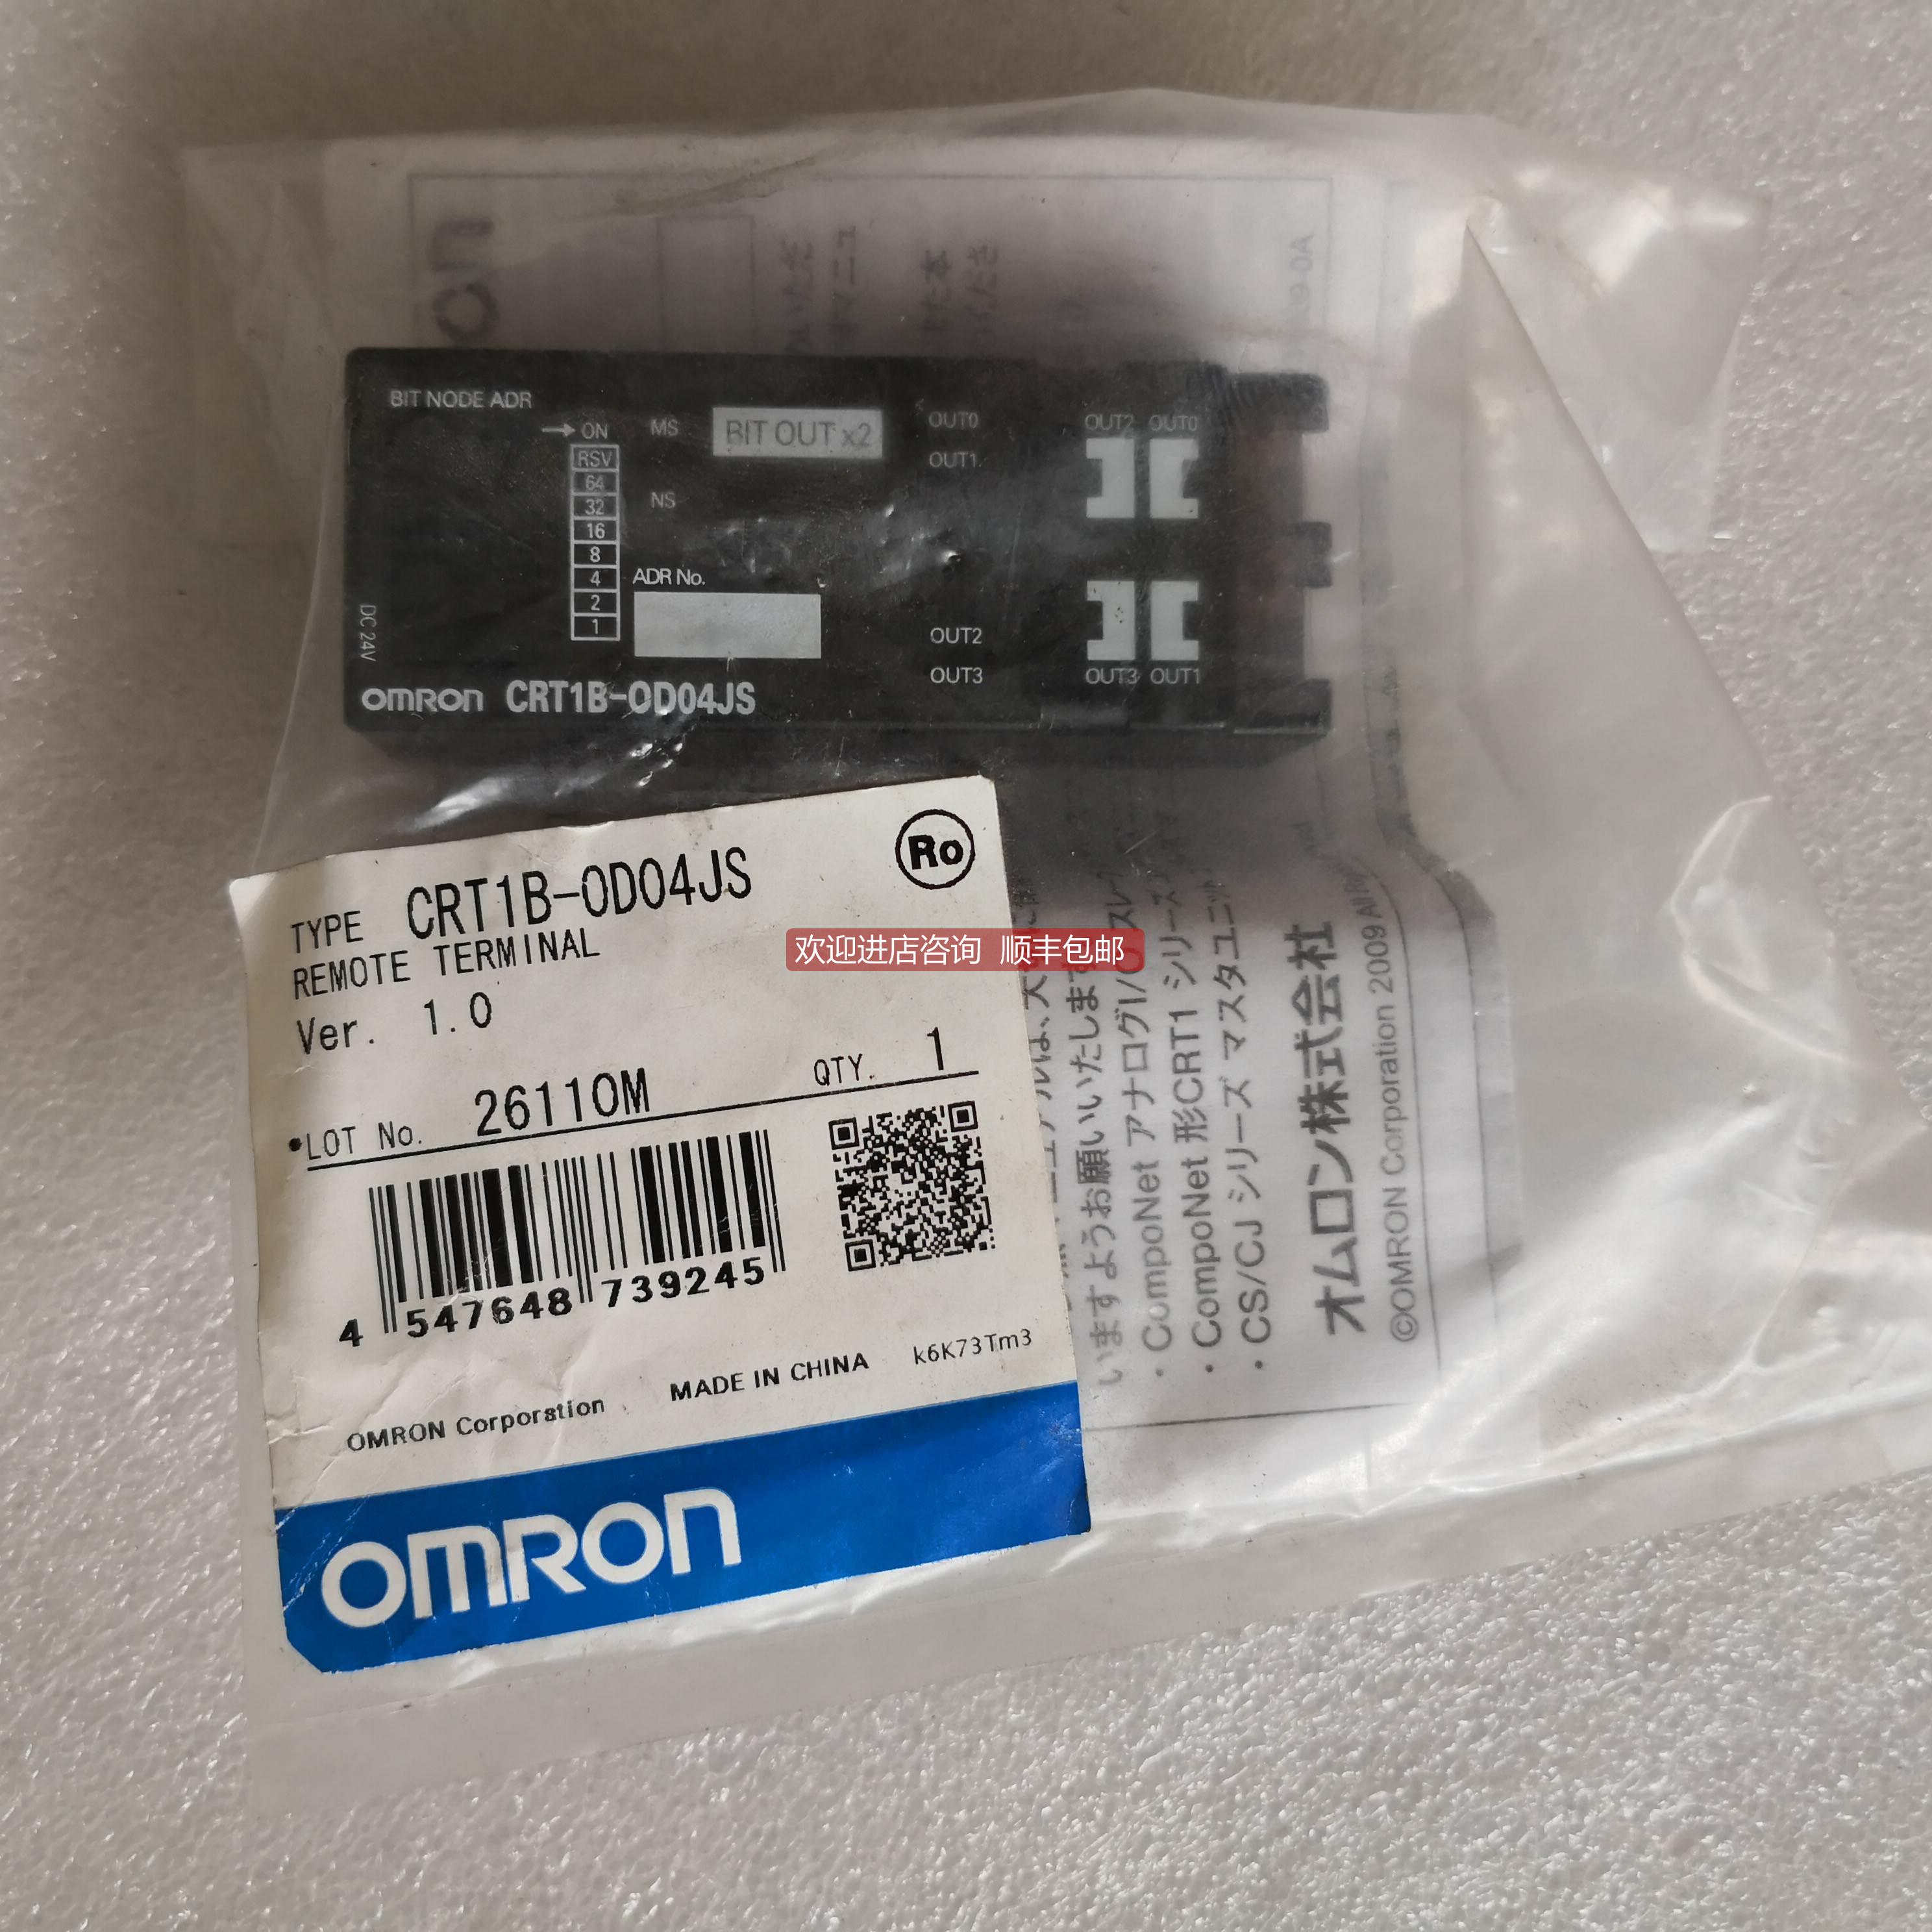 BIT NODE ADR
ON
RSV
64
32
16
8
4
2
1
MS
NS
BIT OUT x2
ADR No.
DC 24V
OUT0
OUT1
OUT2
OUT3
OUT2 OUT0
OUT3 OUT1
OMRON CRT1B-OD04JS
TYPE CRT1B-OD04JS
Ro
REMOTE TERMINAL
Ver. 1.0
LOT No. 26110M QTY. 1
4 547648 739245
OMRON Corporation MADE IN CHINA k6K73Tm3
OMRON
欢迎进店咨询 顺丰包邮
いますようお願いいたします
・CompoNet アナログI/Oスレーブ
・CompoNet 形CRT1 シリーズ
・CS/CJ シリーズ マスタユニット
オムロン株式会社
©OMRON Corporation 2009 All